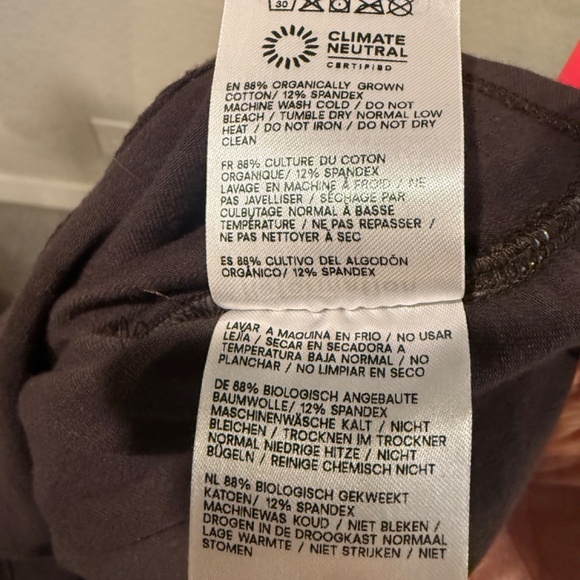 30
CLIMATE
NEUTRAL
CERTIFIED
EN 88% ORGANICALLY GROWN
COTTON/ 12% SPANDEX
MACHINE WASH COLD / DO NOT
BLEACH / TUMBLE DRY NORMAL LOW
HEAT / DO NOT IRON / DO NOT DRY
CLEAN
FR 88% CULTURE DU COTON
ORGANIQUE/ 12% SPANDEX
LAVAGE EN MACHINE À FROID / NE
PAS JAVELLISER / SÉCHAGE PAR
CULBUTAGE NORMAL À BASSE
TEMPÉRATURE / NE PAS REPASSER /
NE PAS NETTOYER À SEC
ES 88% CULTIVO DEL ALGODÓN
ORGÂNICO/ 12% SPANDEX
LAVAR A MAQUINA EN FRIO / NO USAR
LEJÍA / SECAR EN SECADORA A
TEMPERATURA BAJA NORMAL / NO
PLANCHAR / NO LIMPIAR EN SECO
DE 88% BIOLOGISCH ANGEBAUTE
BAUMWOLLE/ 12% SPANDEX
MASCHINENWÄSCHE KALT / NICHT
BLEICHEN / TROCKNEN IM TROCKNER
NORMAL NIEDRIGE HITZE / NICHT
BÜGELN / REINIGE CHEMISCH NICHT
NL 88% BIOLOGISCH GEKWEEKT
KATOEN/ 12% SPANDEX
MACHINEWAS KOUD / NIET BLEKEN /
DROGEN IN DE DROOGKAST NORMAAL
LAGE WARMTE / NIET STRIJKEN / NIET
STOMEN